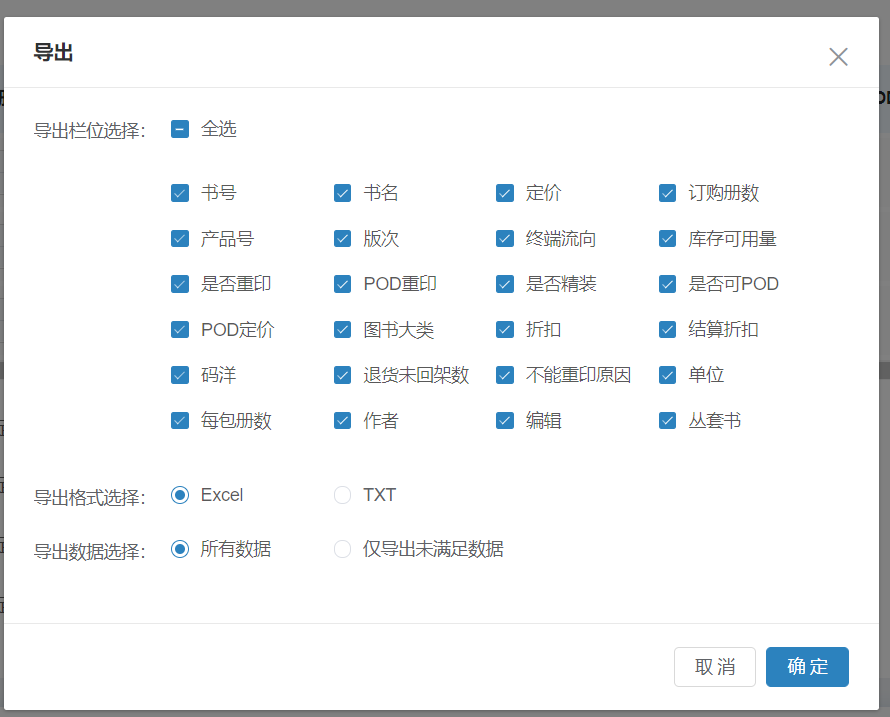 导出
导出栏位选择： 全选
书号 书名 定价 订购册数
产品号 版次 终端流向 库存可用量
是否重印 POD重印 是否精装 是否可POD
POD定价 图书大类 折扣 结算折扣
码洋 退货未回架数 不能重印原因 单位
每包册数 作者 编辑 丛套书
导出格式选择： Excel TXT
导出数据选择： 所有数据 仅导出未满足数据
取消 确定